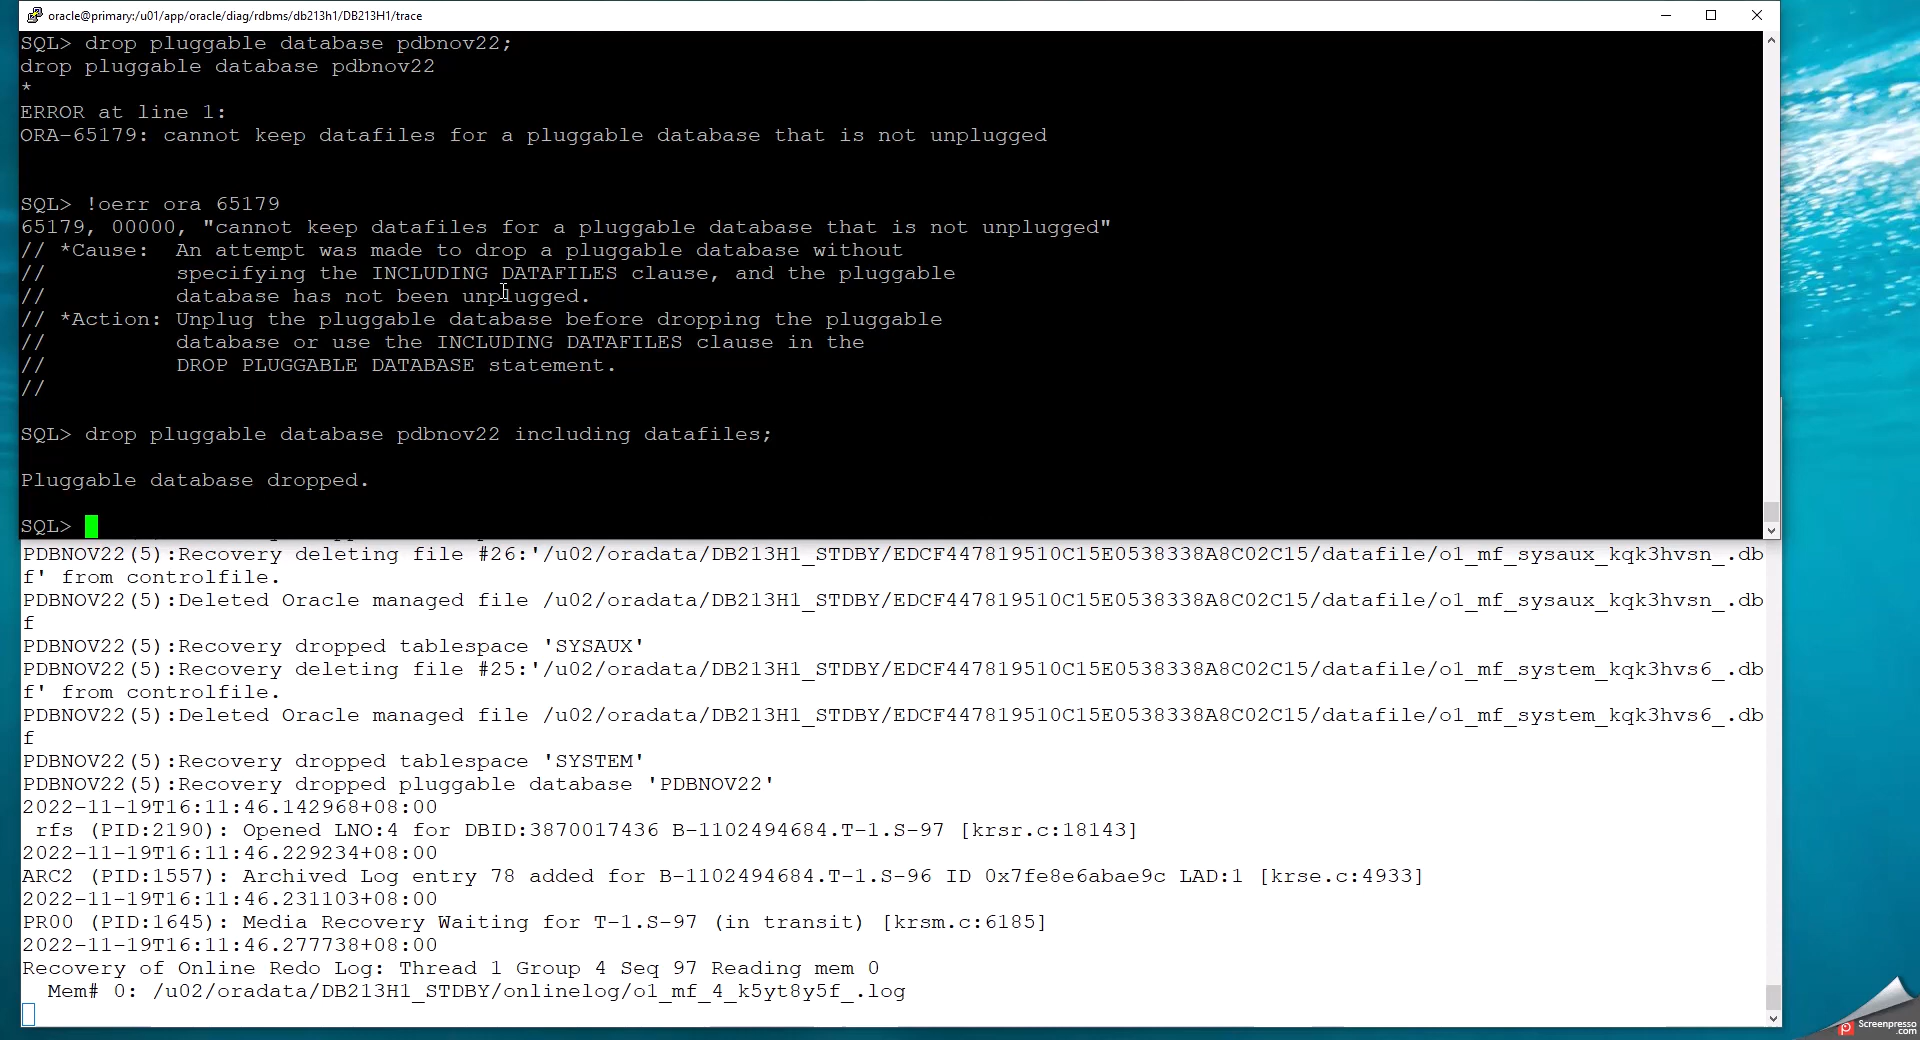 oracle@primary:/u01/app/oracle/diag/rdbms/db213h1/DB213H1/trace
SQL> drop pluggable database pdbnov22;
drop pluggable database pdbnov22
*
ERROR at line 1:
ORA-65179: cannot keep datafiles for a pluggable database that is not unplugged
SQL> !oerr ora 65179
65179, 00000, "cannot keep datafiles for a pluggable database that is not unplugged"
// *Cause:  An attempt was made to drop a pluggable database without
//          specifying the INCLUDING DATAFILES clause, and the pluggable
//          database has not been unplugged.
// *Action: Unplug the pluggable database before dropping the pluggable
//          database or use the INCLUDING DATAFILES clause in the
//          DROP PLUGGABLE DATABASE statement.
//
SQL> drop pluggable database pdbnov22 including datafiles;
Pluggable database dropped.
SQL>
PDBNOV22(5):Recovery deleting file #26:'/u02/oradata/DB213H1_STDBY/EDCF447819510C15E0538338A8C02C15/datafile/o1_mf_sysaux_kqk3hvsn_.db
f' from controlfile.
PDBNOV22(5):Deleted Oracle managed file /u02/oradata/DB213H1_STDBY/EDCF447819510C15E0538338A8C02C15/datafile/o1_mf_sysaux_kqk3hvsn_.db
f
PDBNOV22(5):Recovery dropped tablespace 'SYSAUX'
PDBNOV22(5):Recovery deleting file #25:'/u02/oradata/DB213H1_STDBY/EDCF447819510C15E0538338A8C02C15/datafile/o1_mf_system_kqk3hvs6_.db
f' from controlfile.
PDBNOV22(5):Deleted Oracle managed file /u02/oradata/DB213H1_STDBY/EDCF447819510C15E0538338A8C02C15/datafile/o1_mf_system_kqk3hvs6_.db
f
PDBNOV22(5):Recovery dropped tablespace 'SYSTEM'
PDBNOV22(5):Recovery dropped pluggable database 'PDBNOV22'
2022-11-19T16:11:46.142968+08:00
 rfs (PID:2190): Opened LNO:4 for DBID:3870017436 B-1102494684.T-1.S-97 [krsr.c:18143]
2022-11-19T16:11:46.229234+08:00
ARC2 (PID:1557): Archived Log entry 78 added for B-1102494684.T-1.S-96 ID 0x7fe8e6abae9c LAD:1 [krse.c:4933]
2022-11-19T16:11:46.231103+08:00
PR00 (PID:1645): Media Recovery Waiting for T-1.S-97 (in transit) [krsm.c:6185]
2022-11-19T16:11:46.277738+08:00
Recovery of Online Redo Log: Thread 1 Group 4 Seq 97 Reading mem 0
  Mem# 0: /u02/oradata/DB213H1_STDBY/onlinelog/o1_mf_4_k5yt8y5f_.log
Screenpresso
.com